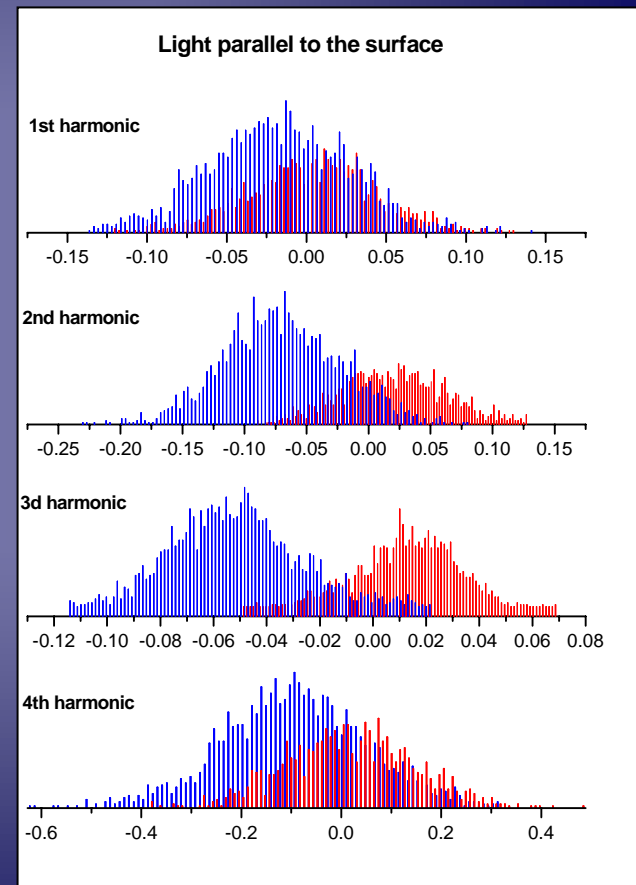 Light parallel to the surface
1st harmonic
-0.15 -0.10 -0.05 0.00 0.05 0.10 0.15
2nd harmonic
-0.25 -0.20 -0.15 -0.10 -0.05 0.00 0.05 0.10 0.15
3d harmonic
-0.12 -0.10 -0.08 -0.06 -0.04 -0.02 0.00 0.02 0.04 0.06 0.08
4th harmonic
-0.6 -0.4 -0.2 0.0 0.2 0.4